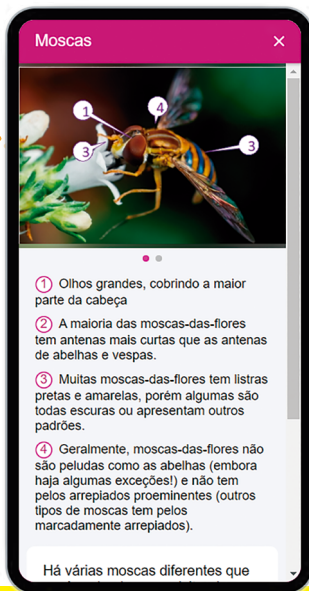 Moscas
1
4
3
3
1 Olhos grandes, cobrindo a maior
parte da cabeça
2 A maioria das moscas-das-flores
tem antenas mais curtas que as antenas
de abelhas e vespas.
3 Muitas moscas-das-flores tem listras
pretas e amarelas, porém algumas são
todas escuras ou apresentam outros
padrões.
4 Geralmente, moscas-das-flores não
são peludas como as abelhas (embora
haja algumas exceções!) e não tem
pelos arrepiados proeminentes (outros
tipos de moscas tem pelos
marcadamente arrepiados).
Há várias moscas diferentes que